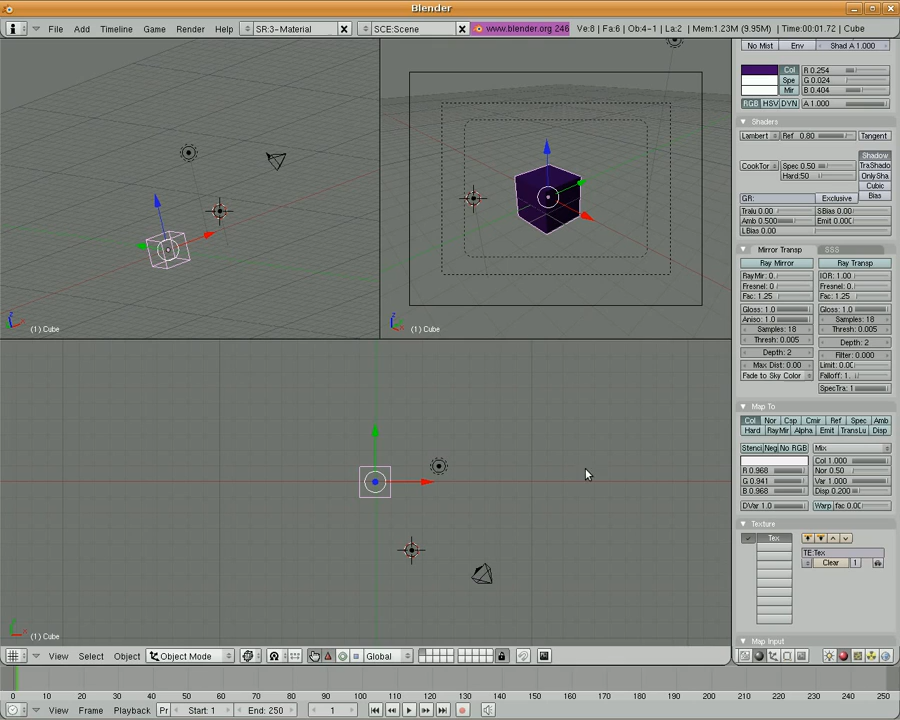 Blender
File Add Timeline Game Render Help SR:3-Material SCE:Scene www.blender.org 246 Ve:8 | Fa:6 | Ob:4-1 | La:2 | Mem:1.23M (9.95M) | Time:00:01.72 | Cube
No Mist Env Shad A 1.000
Col R 0.254
Spe G 0.024
Mir B 0.404
RGB HSV DYN A 1.000
Shaders
Lambert Ref 0.80 Tangent
Shadow
CookTor Spec 0.50 TraShado
Hard:50 OnlySha
Cubic
GR: Exclusive Bias
Tralu 0.00 SBias 0.00
Amb 0.500 Emit 0.000
LBias 0.00
Mirror Transp SSS
Ray Mirror Ray Transp
RayMir: 0. IOR: 1.00
Fresnel: 0 Fresnel: 0
Fac: 1.25 Fac: 1.25
Gloss: 1.0 Gloss: 1.0
Aniso: 1.0 Samples: 18
Samples: 18 Thresh: 0.005
Thresh: 0.005
Depth: 2 Depth: 2
Filter: 0.000
Max Dist: 0.00 Limit: 0.00
Fade to Sky Color Falloff: 1.
SpecTra: 1
Map To
Col Nor Csp Cmir Ref Spec Amb
Hard RayMir Alpha Emit TransLu Disp
Stenci Neg No RGB Mix
Col 1.000
R 0.968 Nor 0.50
G 0.941 Var 1.000
B 0.968 Disp 0.200
DVar 1.0 Warp fac 0.00
Texture
Tex
TE:Tex
Clear 1
Map Input
(1) Cube
(1) Cube
(1) Cube
View Select Object Object Mode Global
0 10 20 30 40 50 60 70 80 90 100 110 120 130 140 150 160 170 180 190 200 210 220 230 240 250
View Frame Playback Pr Start: 1 End: 250 1